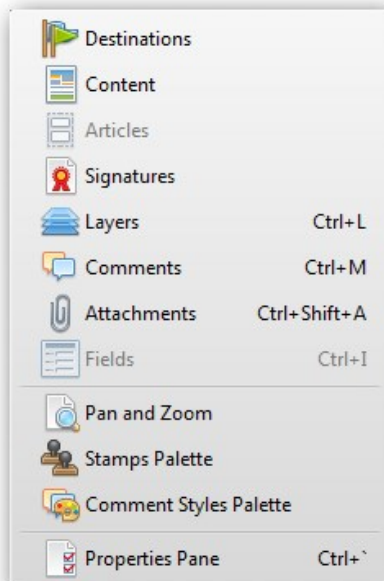 Destinations
Content
Articles
Signatures
Layers Ctrl+L
Comments Ctrl+M
Attachments Ctrl+Shift+A
Fields Ctrl+I
Pan and Zoom
Stamps Palette
Comment Styles Palette
Properties Pane Ctrl+`